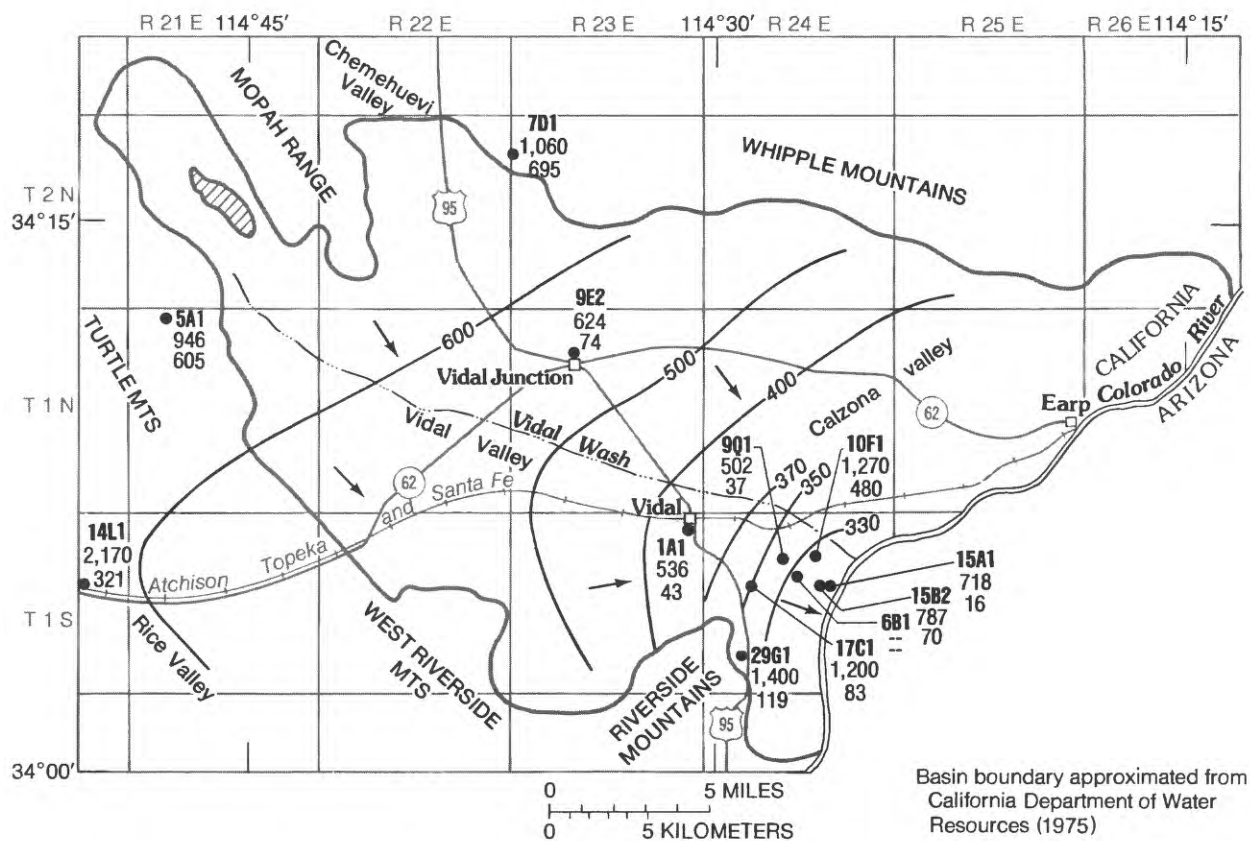 R 21 E
114°45′
R 22 E
R 23 E
114°30′
R 24 E
R 25 E
R 26 E
114°15′
Chemehuevi
Valley
MOPAH RANGE
7D1
1,060
695
WHIPPLE MOUNTAINS
T 2 N
34°15′
95
5A1
946
605
600
9E2
624
74
500
400
CALIFORNIA
Colorado River
ARIZONA
TURTLE MTS
Vidal Junction
valley
Calzona
62
Earp
T 1 N
Vidal
Valley
Vidal Wash
62
9Q1
502
37
10F1
1,270
480
370
350
330
Atchison Topeka and Santa Fe
Vidal
14L1
2,170
321
1A1
536
43
15A1
718
16
15B2
787
70
6B1
--
--
17C1
1,200
83
T 1 S
Rice Valley
WEST RIVERSIDE
MTS
RIVERSIDE
MOUNTAINS
29G1
1,400
119
95
34°00′
0 5 MILES
0 5 KILOMETERS
Basin boundary approximated from
California Department of Water
Resources (1975)